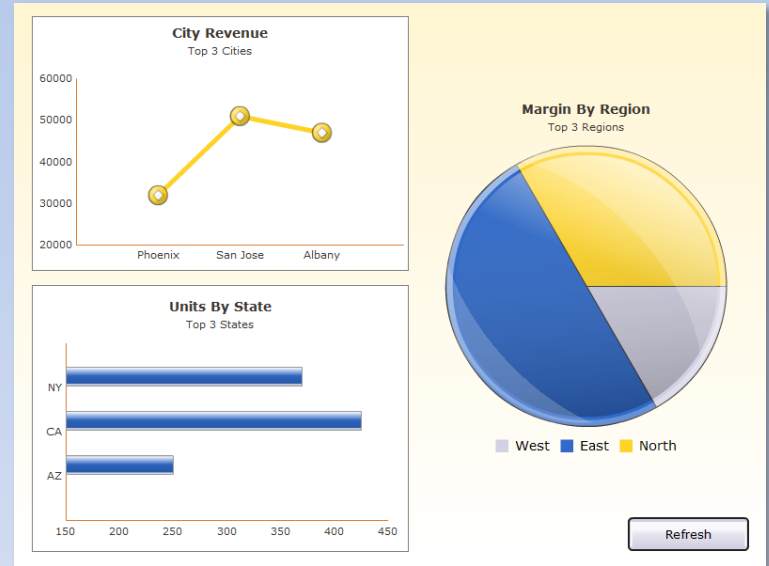 City Revenue
Top 3 Cities
60000
50000
40000
30000
20000
Phoenix San Jose Albany
Units By State
Top 3 States
NY
CA
AZ
150 200 250 300 350 400 450
Margin By Region
Top 3 Regions
West East North
Refresh